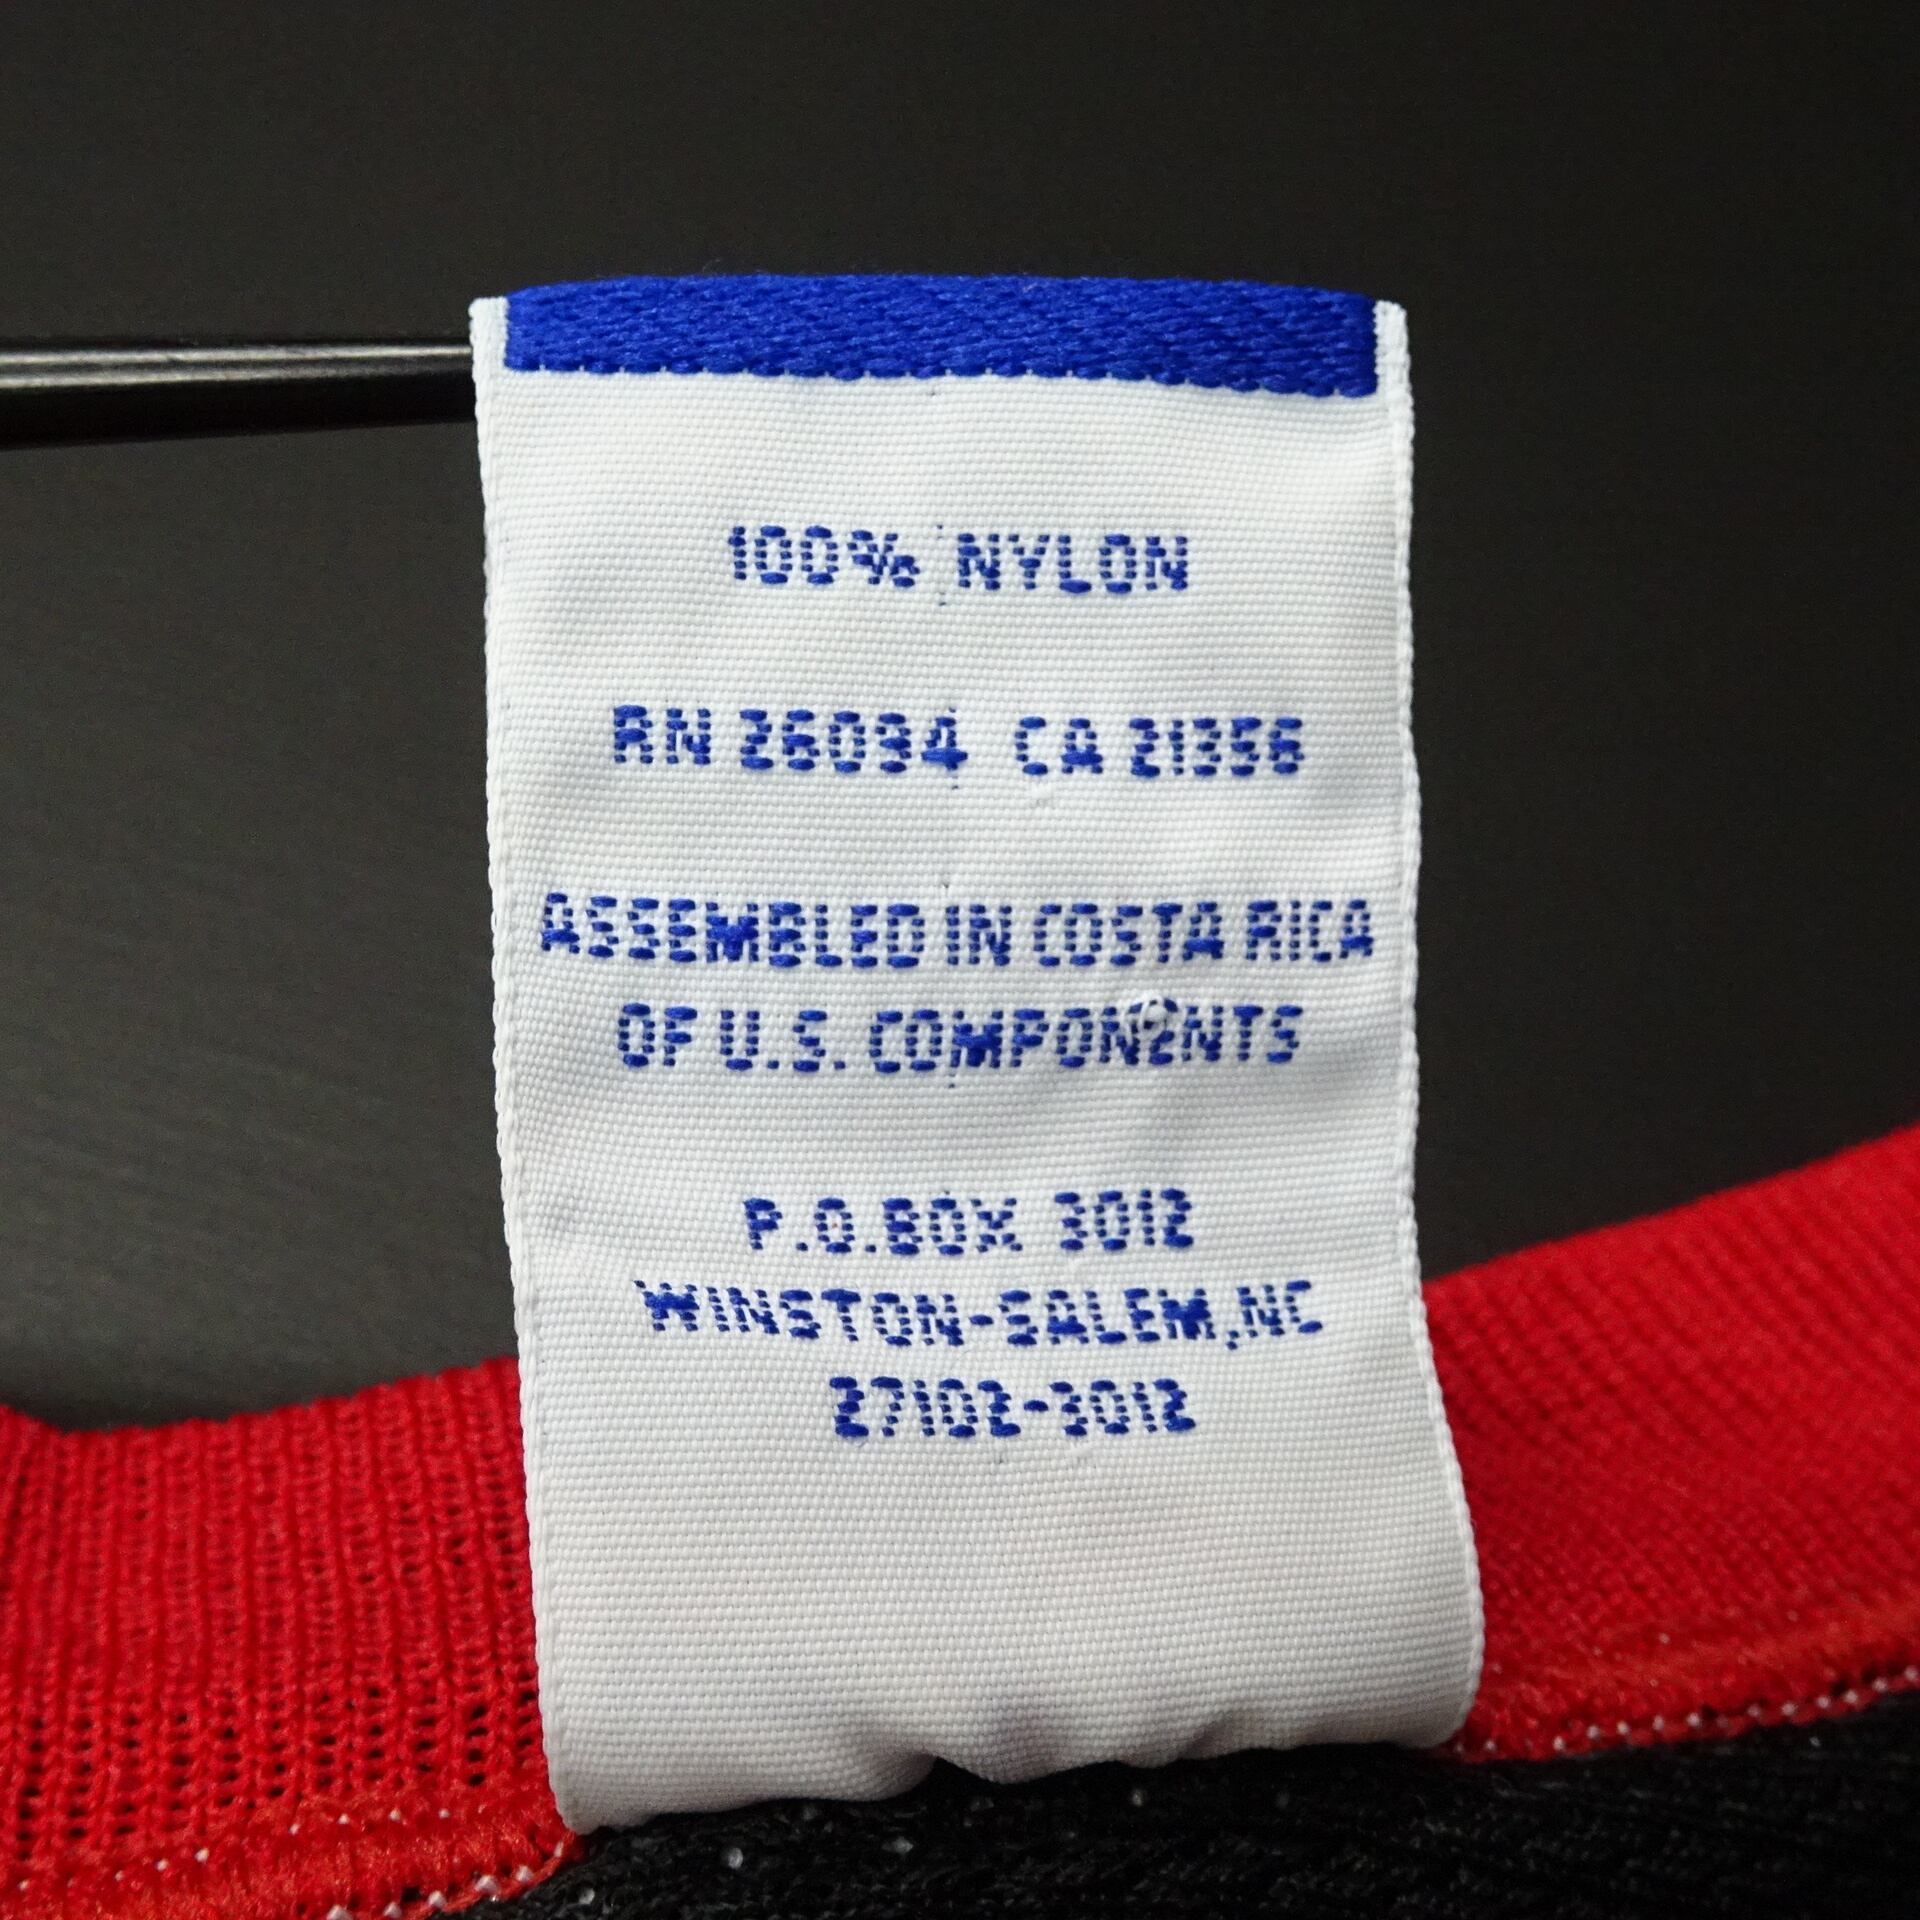 100% NYLON
RN 26094 CA 21356
ASSEMBLED IN COSTA RICA
OF U.S. COMPONENTS
P.O.BOX 3012
WINSTON-SALEM,NC
27102-3012